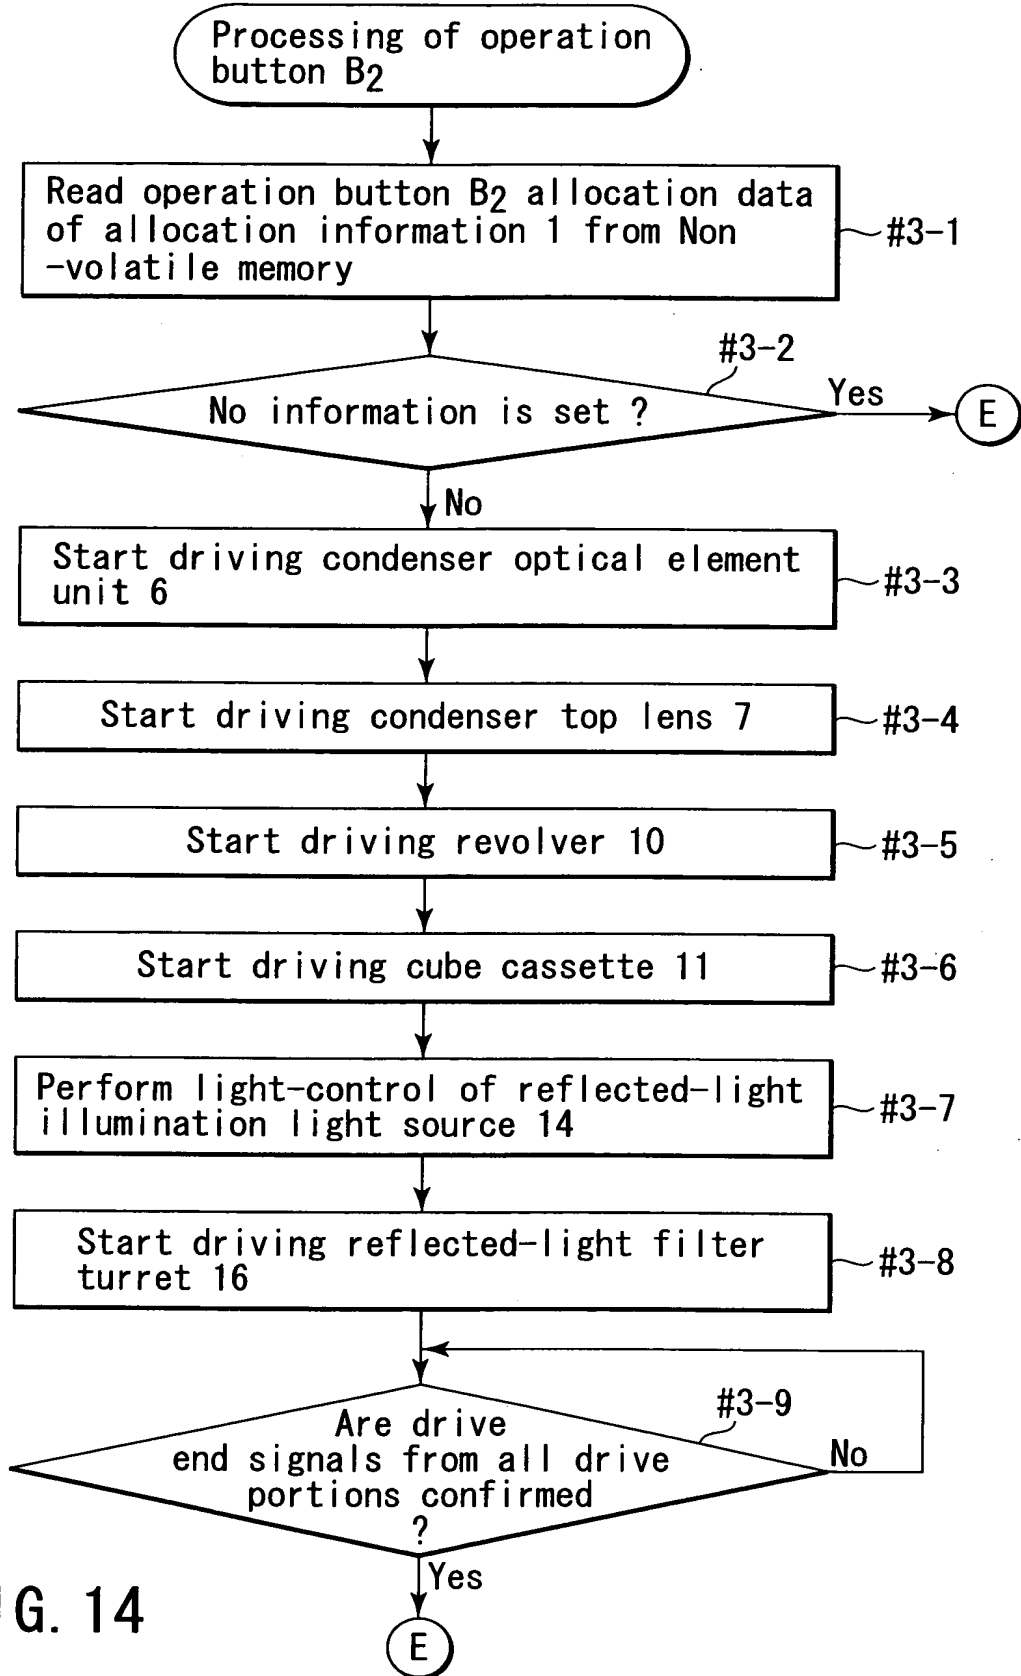 Processing of operation
button B2
Read operation button B2 allocation data
of allocation information 1 from Non
-volatile memory
#3-1
#3-2
No information is set ?
Yes
E
No
Start driving condenser optical element
unit 6
#3-3
Start driving condenser top lens 7
#3-4
Start driving revolver 10
#3-5
Start driving cube cassette 11
#3-6
Perform light-control of reflected-light
illumination light source 14
#3-7
Start driving reflected-light filter
turret 16
#3-8
#3-9
Are drive
end signals from all drive
portions confirmed
?
No
Yes
G. 14
E